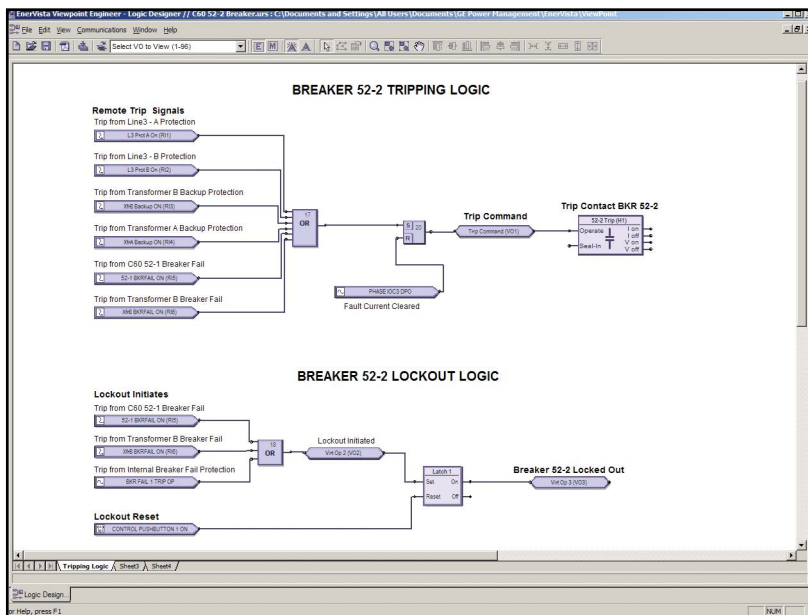 EnerVista Viewpoint Engineer - Logic Designer // C60 52-2 Breaker.urs : C:\Documents and Settings\All Users\Documents\GE Power Management\EnerVista\ViewPoint
File Edit View Communications Window Help
Select VO to View (1-96)
E M A
BREAKER 52-2 TRIPPING LOGIC
Remote Trip Signals
Trip from Line3 - A Protection
L3 Prot A On (RI1)
Trip from Line3 - B Protection
L3 Prot B On (RI2)
Trip from Transformer B Backup Protection
XfrB Backup ON (RI3)
Trip from Transformer A Backup Protection
XfrA Backup ON (RI4)
Trip from C60 52-1 Breaker Fail
52-1 BKRFAIL ON (RI5)
Trip from Transformer B Breaker Fail
XfrB BKRFAIL ON (RI6)
17
OR
S 20
R
PHASE IOC3 DPO
Fault Current Cleared
Trip Command
Trip Command (VO1)
Trip Contact BKR 52-2
52-2 Trip (H1)
Operate I on
I off
Seal-In V on
V off
BREAKER 52-2 LOCKOUT LOGIC
Lockout Initiates
Trip from C60 52-1 Breaker Fail
52-1 BKRFAIL ON (RI5)
Trip from Transformer B Breaker Fail
XfrB BKRFAIL ON (RI6)
Trip from Internal Breaker Fail Protection
BKR FAIL 1 TRIP OP
18
OR
Lockout Initiated
Virt Op 2 (VO2)
Latch 1
Set On
Reset Off
Breaker 52-2 Locked Out
Virt Op 3 (VO3)
Lockout Reset
CONTROL PUSHBUTTON 1 ON
Tripping Logic Sheet3 Sheet4
Logic Design...
or Help, press F1
NUM